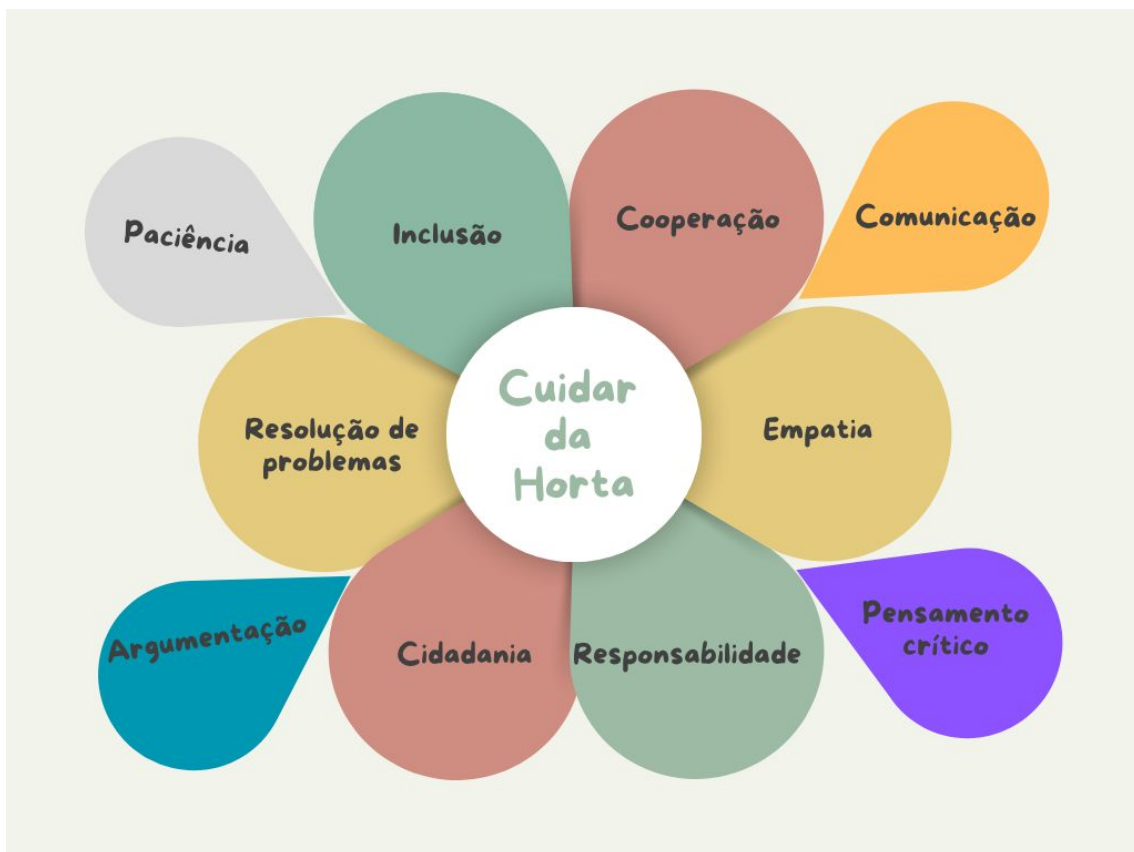 Paciência
Inclusão
Cooperação
Comunicação
Resolução de
problemas
Cuidar
da
Horta
Empatia
Argumentação
Cidadania
Responsabilidade
Pensamento
crítico